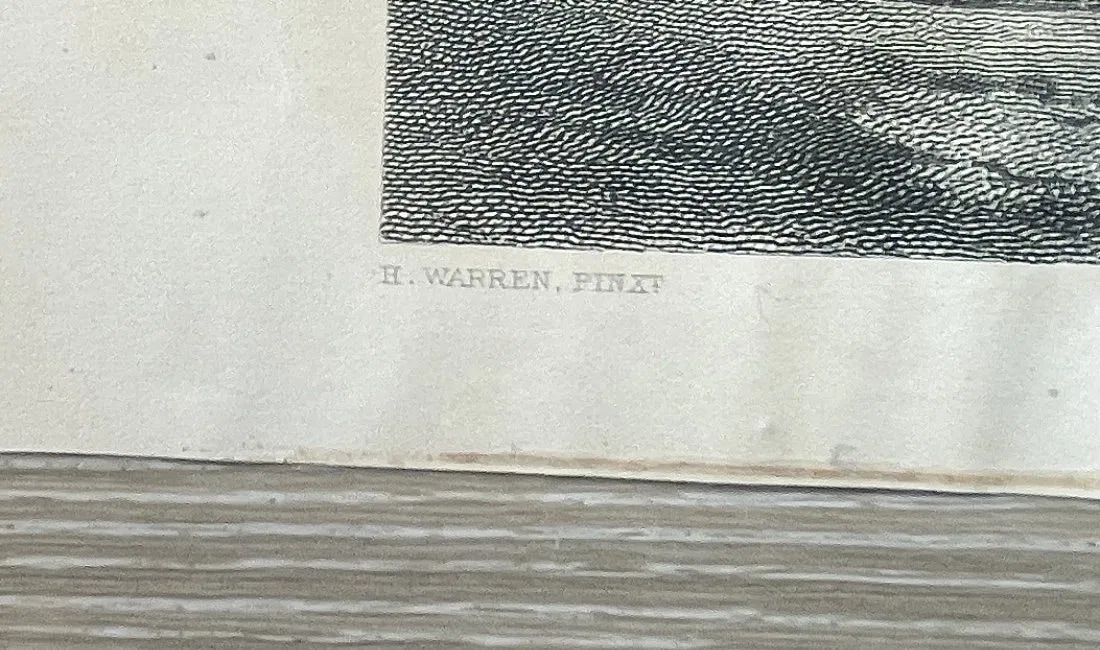 H. WARREN, PINXT